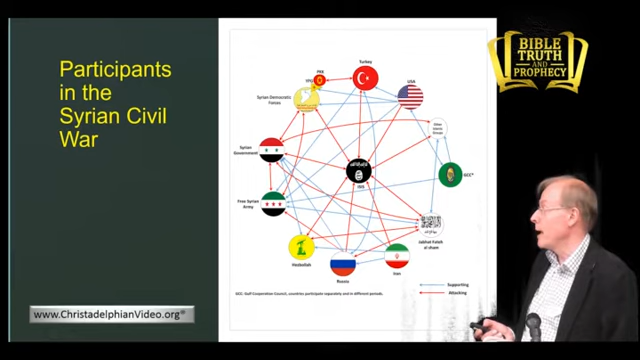 Participants
in the
Syrian Civil
War
BIBLE
TRUTH
AND
PROPHECY
Turkey
PKK
YPG
USA
Syrian Democratic
Forces
Other
Islamic
Groups
Syrian
Government
GCC*
ISIS
Free Syrian
Army
Jabhat Fateh
al-sham
Hezbollah
Iran
Russia
Supporting
Attacking
GCC: Gulf Cooperation Council, countries participate separately and in different periods.
www.ChristadelphianVideo.org®